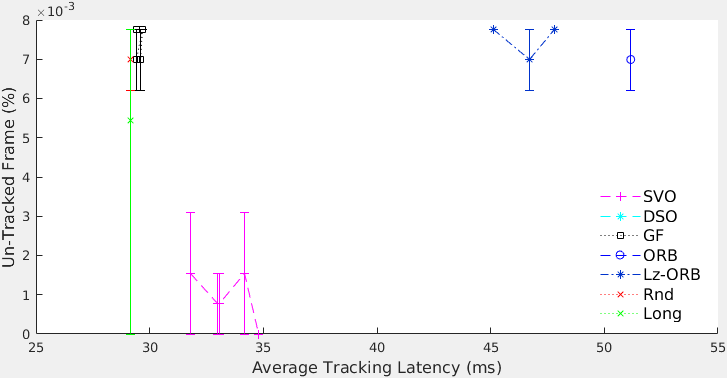 ×10⁻³
8
7
6
5
4
3
2
1
0
Un-Tracked Frame (%)
SVO
DSO
GF
ORB
Lz-ORB
Rnd
Long
25 30 35 40 45 50 55
Average Tracking Latency (ms)